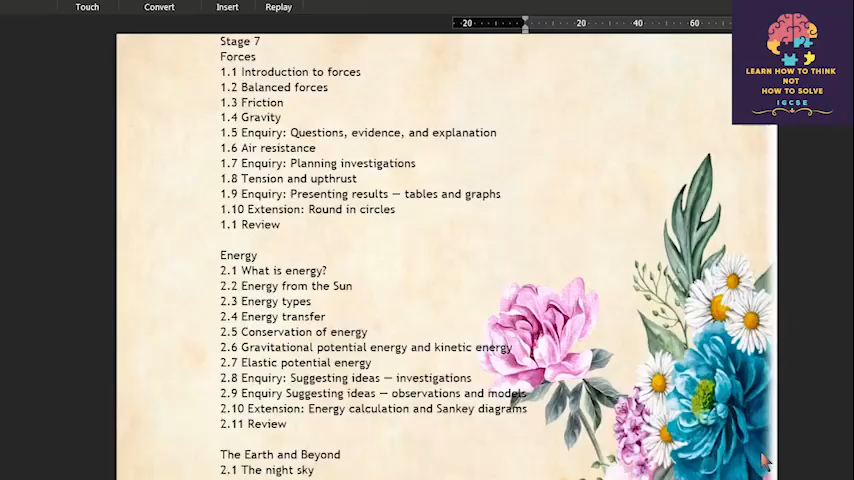 Touch
Convert
Insert
Replay
20
20
40
60
LEARN HOW TO THINK
NOT
HOW TO SOLVE
IGCSE
Stage 7
Forces
1.1 Introduction to forces
1.2 Balanced forces
1.3 Friction
1.4 Gravity
1.5 Enquiry: Questions, evidence, and explanation
1.6 Air resistance
1.7 Enquiry: Planning investigations
1.8 Tension and upthrust
1.9 Enquiry: Presenting results — tables and graphs
1.10 Extension: Round in circles
1.1 Review
Energy
2.1 What is energy?
2.2 Energy from the Sun
2.3 Energy types
2.4 Energy transfer
2.5 Conservation of energy
2.6 Gravitational potential energy and kinetic energy
2.7 Elastic potential energy
2.8 Enquiry: Suggesting ideas — investigations
2.9 Enquiry Suggesting ideas — observations and models
2.10 Extension: Energy calculation and Sankey diagrams
2.11 Review
The Earth and Beyond
2.1 The night sky